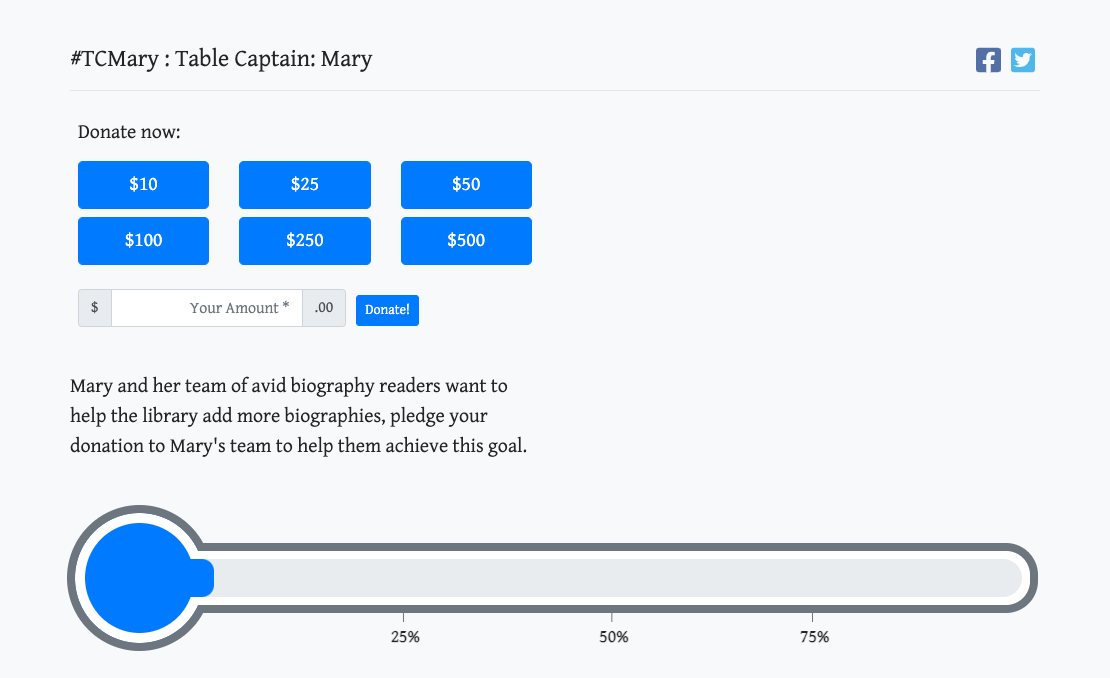 #TCMary : Table Captain: Mary
Donate now:
$10 $25 $50
$100 $250 $500
$ Your Amount * .00 Donate!
Mary and her team of avid biography readers want to
help the library add more biographies, pledge your
donation to Mary's team to help them achieve this goal.
25% 50% 75%